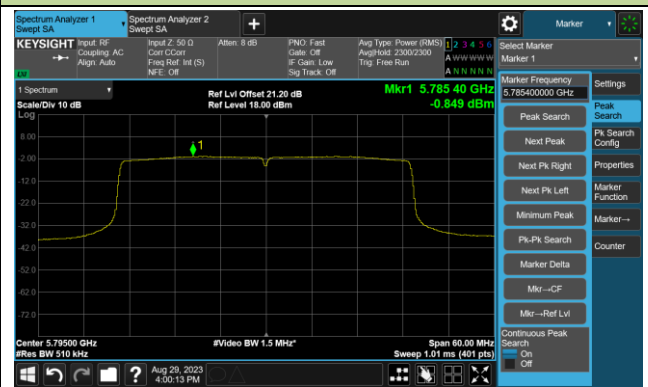 Spectrum Analyzer 1
Swept SA
Spectrum Analyzer 2
Swept SA
+
Marker
KEYSIGHT
Input: RF
Coupling: AC
Align: Auto
Input Z: 50 Ω
Corr CCorr
Freq Ref: Int (S)
NFE: Off
Atten: 8 dB
PNO: Fast
Gate: Off
IF Gain: Low
Sig Track: Off
Avg Type: Power (RMS)
Avg|Hold: 2300/2300
Trig: Free Run
1 2 3 4 5 6
A W W W W W
A N N N N N
Select Marker
Marker 1
1 Spectrum
Scale/Div 10 dB
Log
Ref Lvl Offset 21.20 dB
Ref Level 18.00 dBm
Mkr1 5.785 40 GHz
-0.849 dBm
8.00
-2.00
-12.0
-22.0
-32.0
-42.0
-52.0
-62.0
-72.0
1
Center 5.79500 GHz
#Res BW 510 kHz
#Video BW 1.5 MHz*
Span 60.00 MHz
Sweep 1.01 ms (401 pts)
Marker Frequency
5.785400000 GHz
Peak Search
Next Peak
Next Pk Right
Next Pk Left
Minimum Peak
Pk-Pk Search
Marker Delta
Mkr→CF
Mkr→Ref Lvl
Continuous Peak
Search
On
Off
Settings
Peak
Search
Pk Search
Config
Properties
Marker
Function
Marker→
Counter
?
Aug 29, 2023
4:00:13 PM